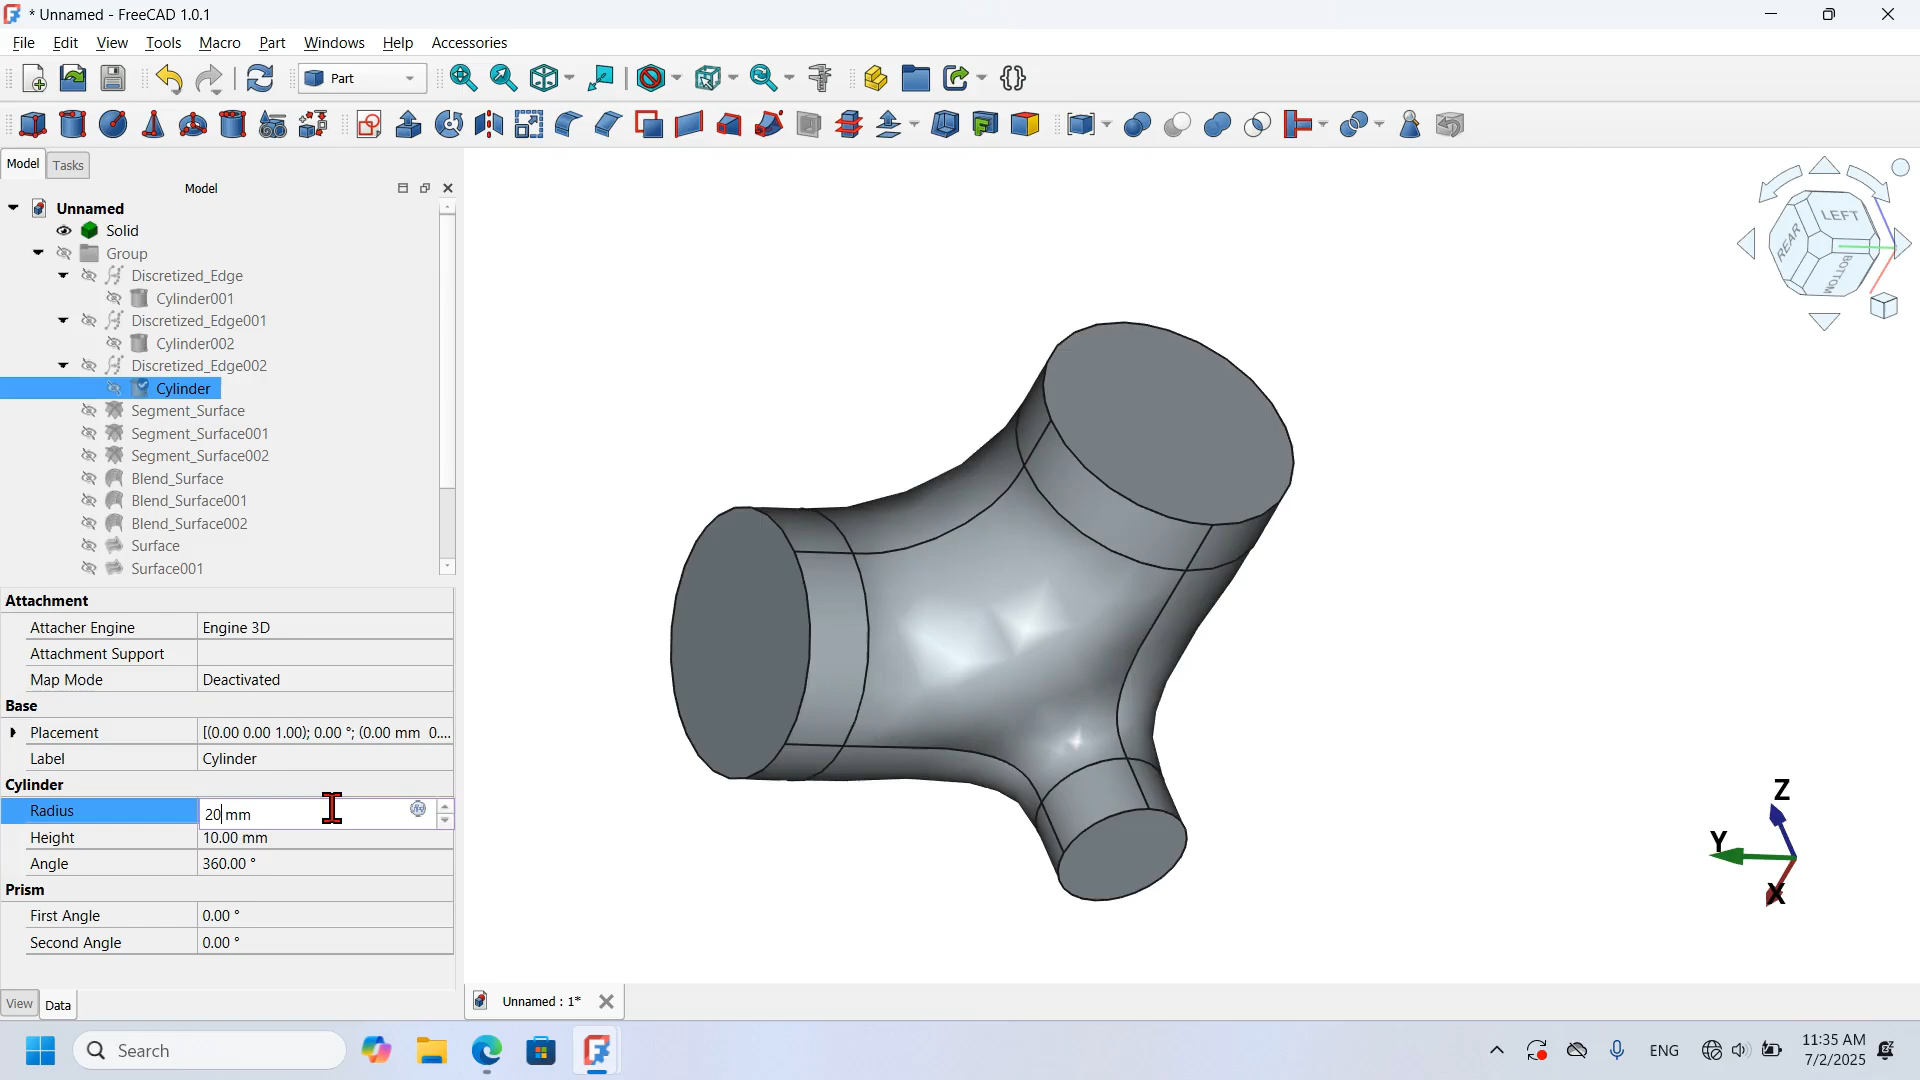 * Unnamed - FreeCAD 1.0.1
File Edit View Tools Macro Part Windows Help Accessories
Part
Model Tasks
Model
Unnamed
Solid
Group
Discretized_Edge
Cylinder001
Discretized_Edge001
Cylinder002
Discretized_Edge002
Cylinder
Segment_Surface
Segment_Surface001
Segment_Surface002
Blend_Surface
Blend_Surface001
Blend_Surface002
Surface
Surface001
Attachment
Attacher Engine Engine 3D
Attachment Support
Map Mode Deactivated
Base
Placement [(0.00 0.00 1.00); 0.00 °; (0.00 mm 0....
Label Cylinder
Cylinder
Radius 20 mm
Height 10.00 mm
Angle 360.00 °
Prism
First Angle 0.00 °
Second Angle 0.00 °
View Data
LEFT
REAR
BOTTOM
Z
Y
X
Unnamed : 1*
Search
ENG
11:35 AM
7/2/2025